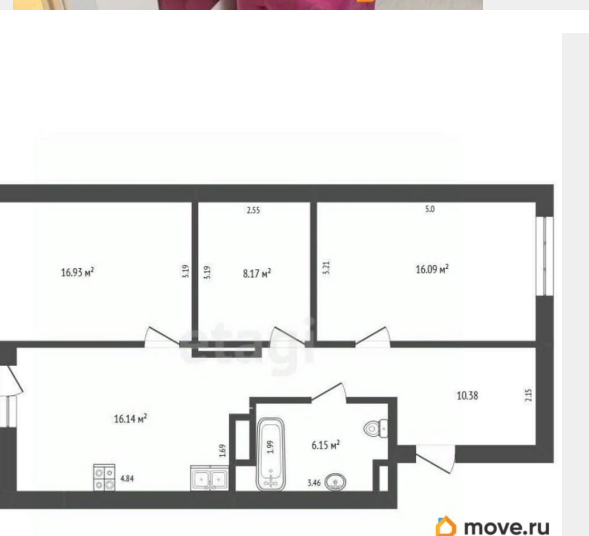 2.55
5.0
16.93 м²
3.19
3.19
8.17 м²
3.21
16.09 м²
etagi
16.14 м²
10.38
2.15
1.69
1.99
6.15 м²
4.84
3.46
move.ru